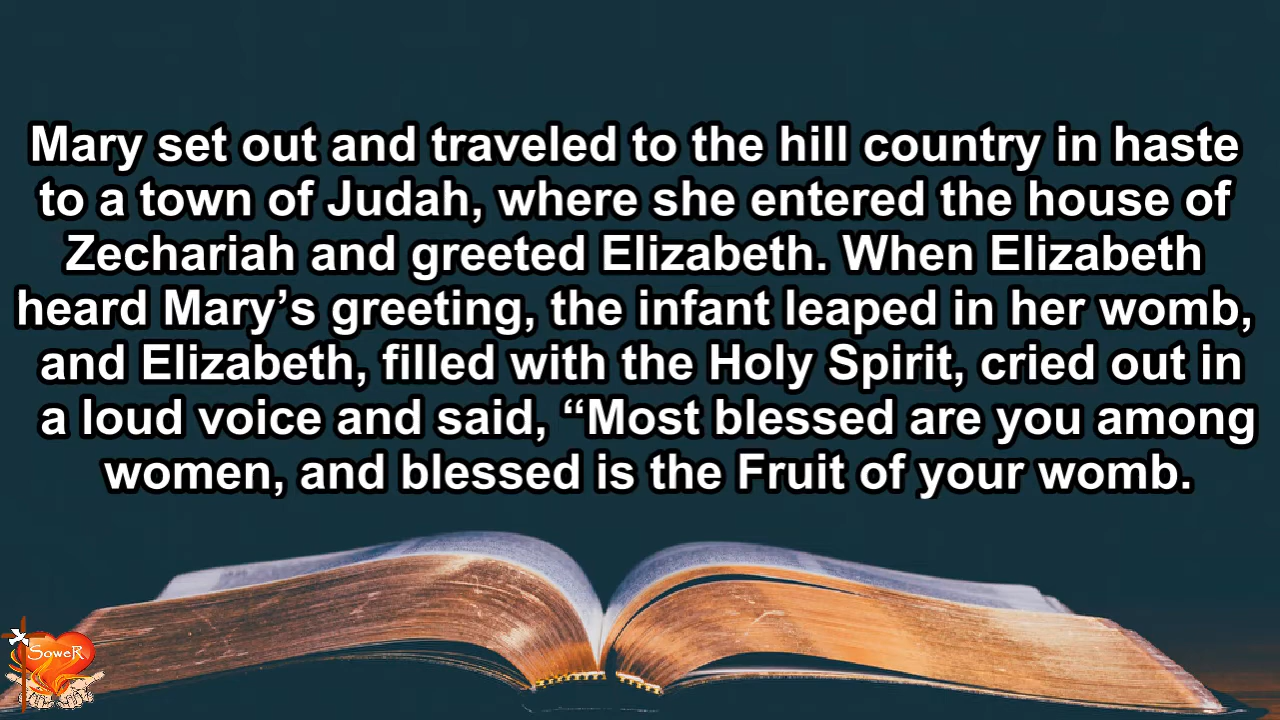 Mary set out and traveled to the hill country in haste
to a town of Judah, where she entered the house of
Zechariah and greeted Elizabeth. When Elizabeth
heard Mary’s greeting, the infant leaped in her womb,
and Elizabeth, filled with the Holy Spirit, cried out in
a loud voice and said, “Most blessed are you among
women, and blessed is the Fruit of your womb.
SoweR